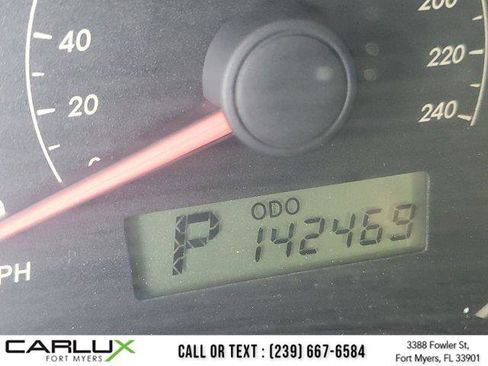 40
20
0
200
220
240
PH
ODO
P 142469
CARLUX
FORT MYERS
CALL OR TEXT : (239) 667-6584
3388 Fowler St,
Fort Myers, FL 33901